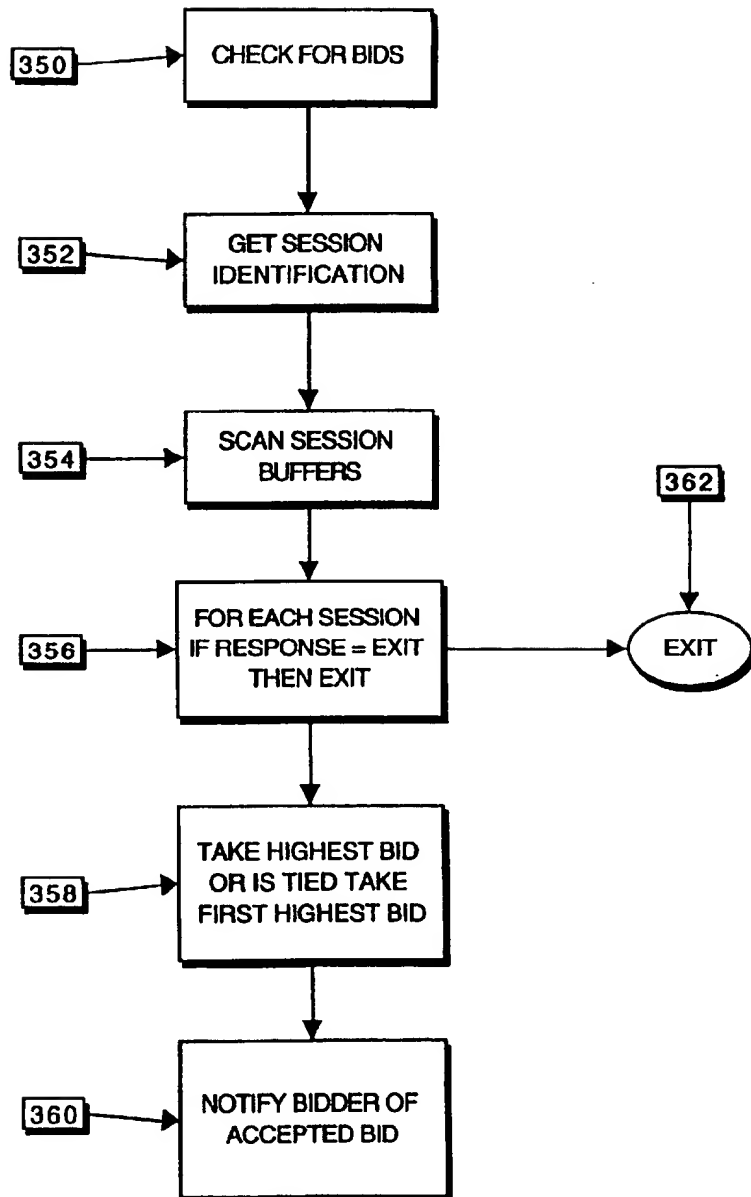 350
CHECK FOR BIDS
352
GET SESSION
IDENTIFICATION
354
SCAN SESSION
BUFFERS
362
356
FOR EACH SESSION
IF RESPONSE = EXIT
THEN EXIT
EXIT
358
TAKE HIGHEST BID
OR IS TIED TAKE
FIRST HIGHEST BID
360
NOTIFY BIDDER OF
ACCEPTED BID